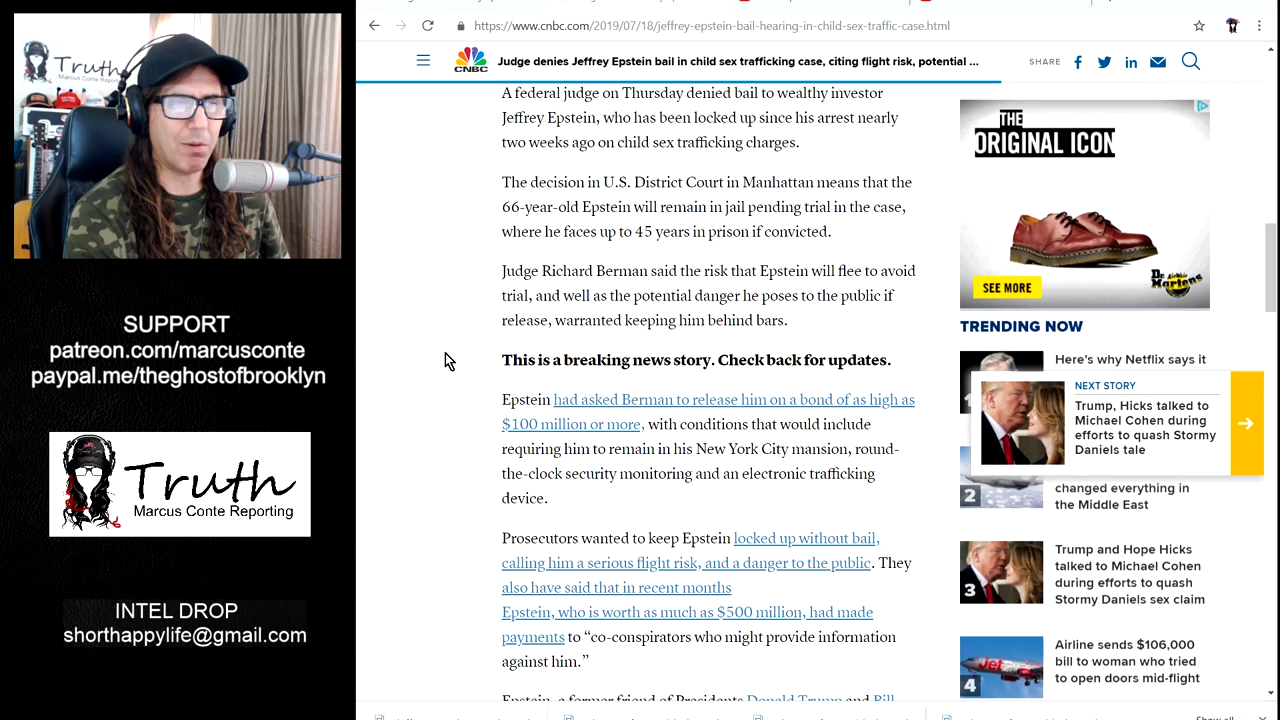 Truth
Marcus Conte Reporting
SUPPORT
patreon.com/marcusconte
paypal.me/theghostofbrooklyn
Truth
Marcus Conte Reporting
INTEL DROP
shorthappylife@gmail.com
https://www.cnbc.com/2019/07/18/jeffrey-epstein-bail-hearing-in-child-sex-traffic-case.html
CNBC
Judge denies Jeffrey Epstein bail in child sex trafficking case, citing flight risk, potential ...
SHARE
A federal judge on Thursday denied bail to wealthy investor
Jeffrey Epstein, who has been locked up since his arrest nearly
two weeks ago on child sex trafficking charges.
The decision in U.S. District Court in Manhattan means that the
66-year-old Epstein will remain in jail pending trial in the case,
where he faces up to 45 years in prison if convicted.
Judge Richard Berman said the risk that Epstein will flee to avoid
trial, and well as the potential danger he poses to the public if
release, warranted keeping him behind bars.
This is a breaking news story. Check back for updates.
Epstein had asked Berman to release him on a bond of as high as
$100 million or more, with conditions that would include
requiring him to remain in his New York City mansion, round-
the-clock security monitoring and an electronic trafficking
device.
Prosecutors wanted to keep Epstein locked up without bail,
calling him a serious flight risk, and a danger to the public. They
also have said that in recent months
Epstein, who is worth as much as $500 million, had made
payments to “co-conspirators who might provide information
against him.”
Epstein, a former friend of Presidents Donald Trump and Bill
THE
ORIGINAL ICON
SEE MORE
Dr. Martens
TRENDING NOW
1
Here’s why Netflix says it
NEXT STORY
Trump, Hicks talked to
Michael Cohen during
efforts to quash Stormy
Daniels tale
2
changed everything in
the Middle East
3
Trump and Hope Hicks
talked to Michael Cohen
during efforts to quash
Stormy Daniels sex claim
4
Jet
Airline sends $106,000
bill to woman who tried
to open doors mid-flight
Show all